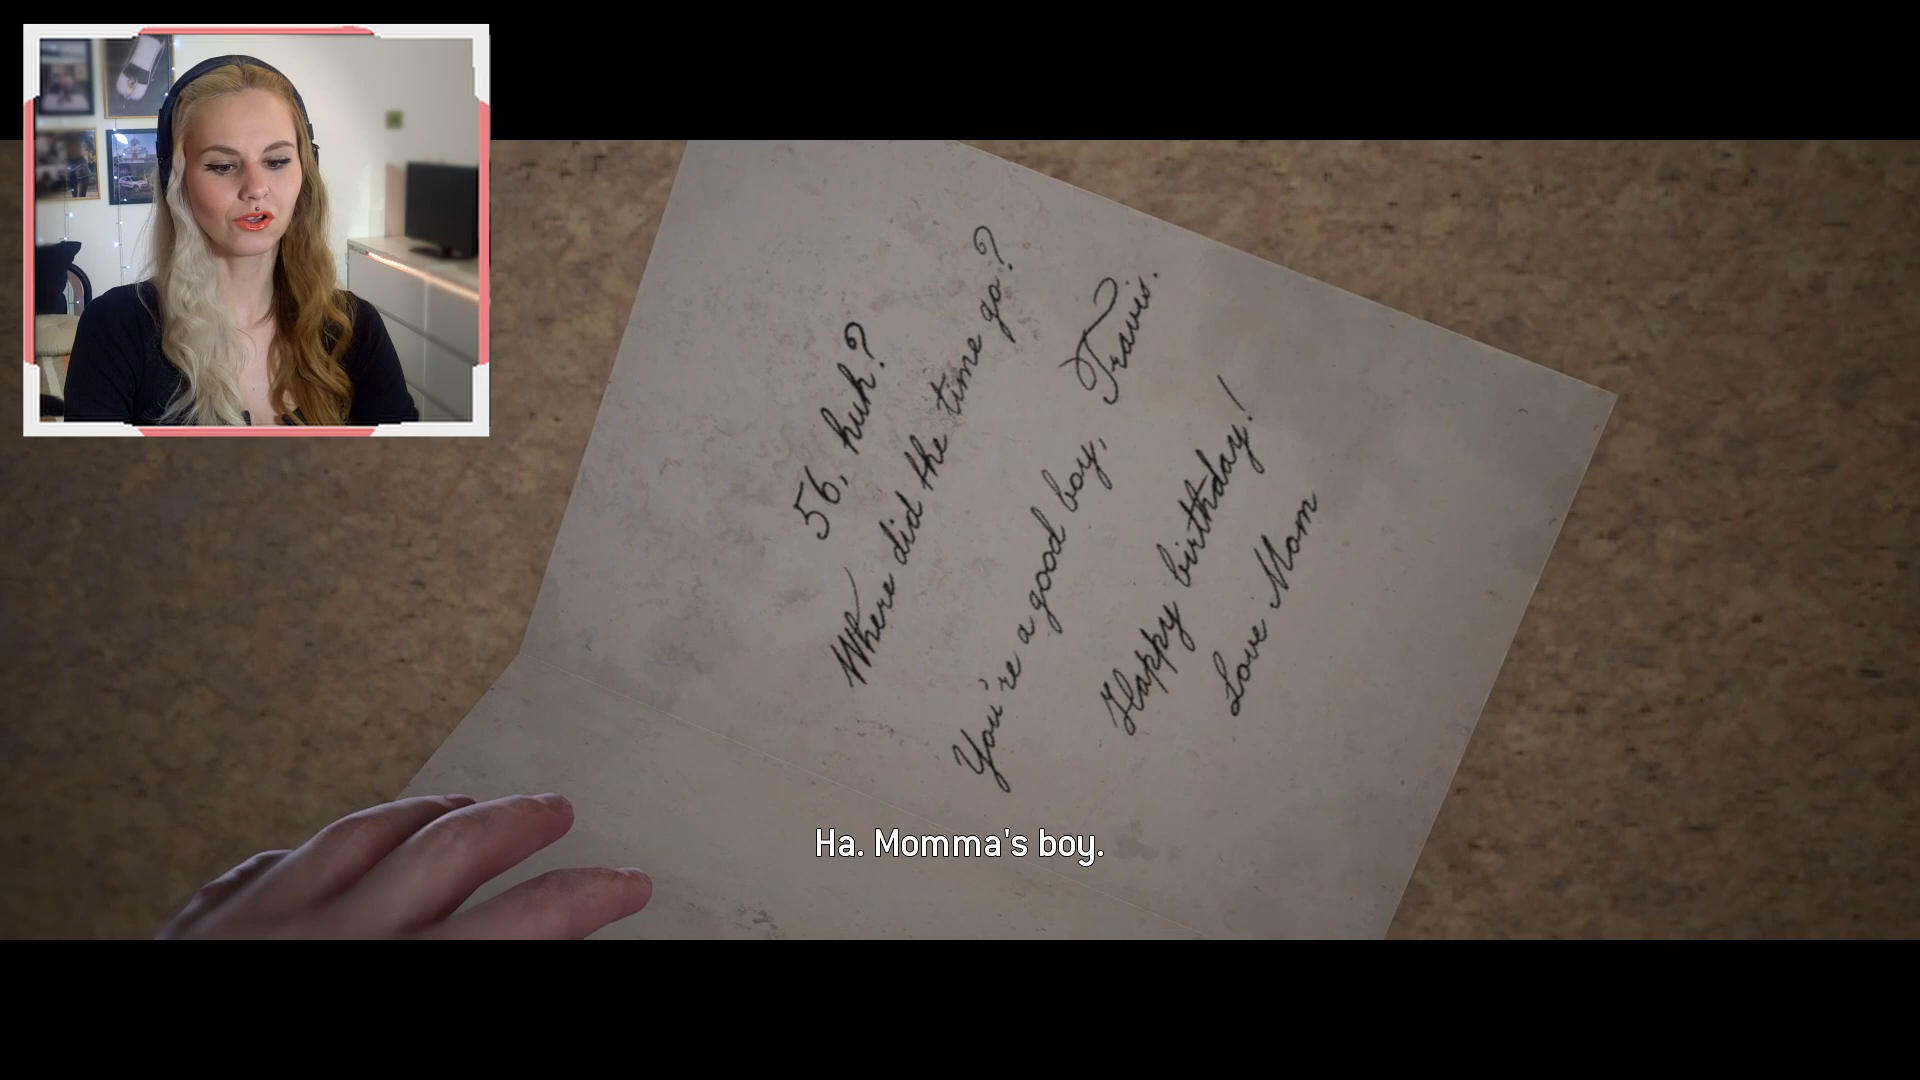 56, huh?
Where did the time go?
You're a good boy, Travis.
Happy birthday!
Love Mom
Ha. Momma's boy.